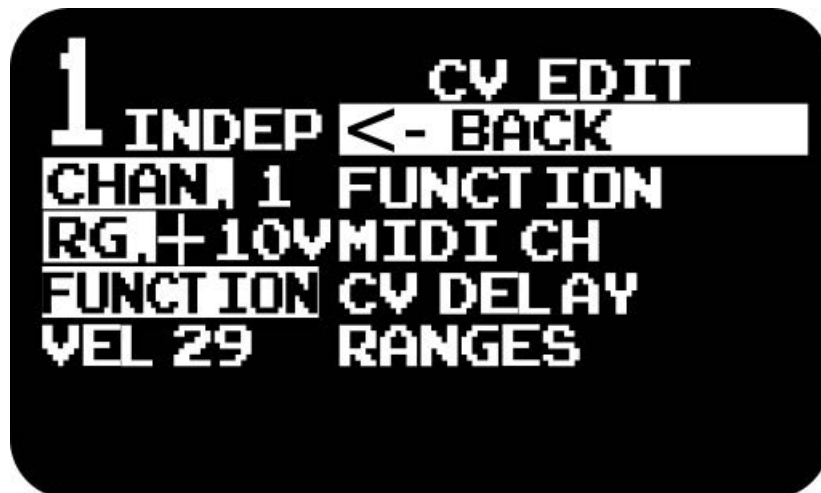 1 INDEP
CHAN. 1
RG.+10V
FUNCTION
VEL 29
CV EDIT
<- BACK
FUNCTION
MIDI CH
CV DELAY
RANGES